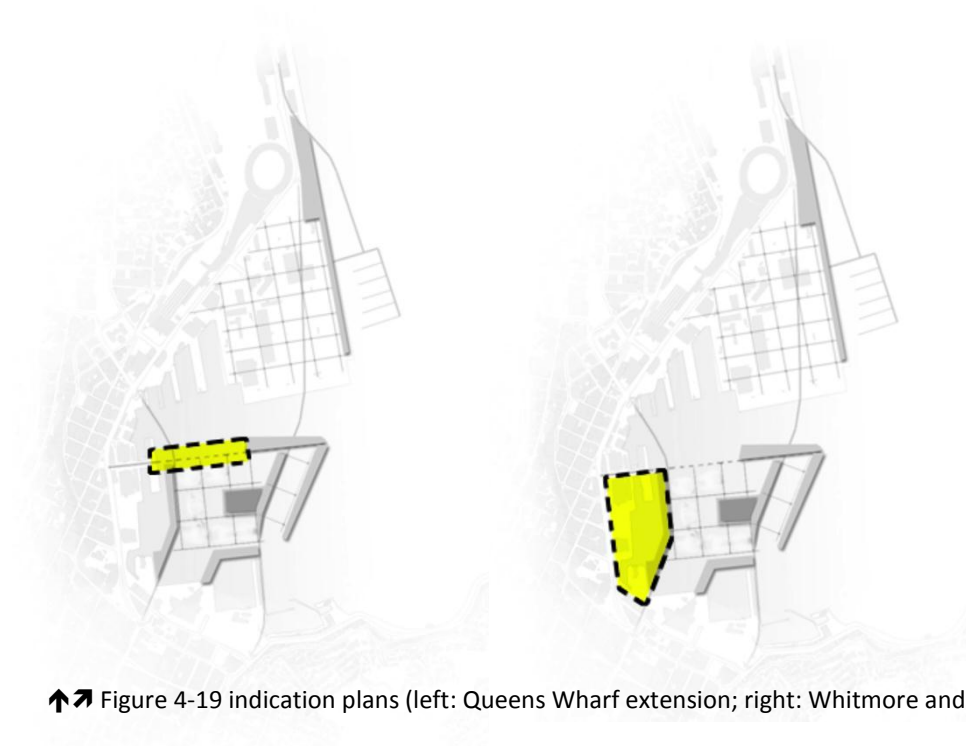 ↑↗ Figure 4-19 indication plans (left: Queens Wharf extension; right: Whitmore and